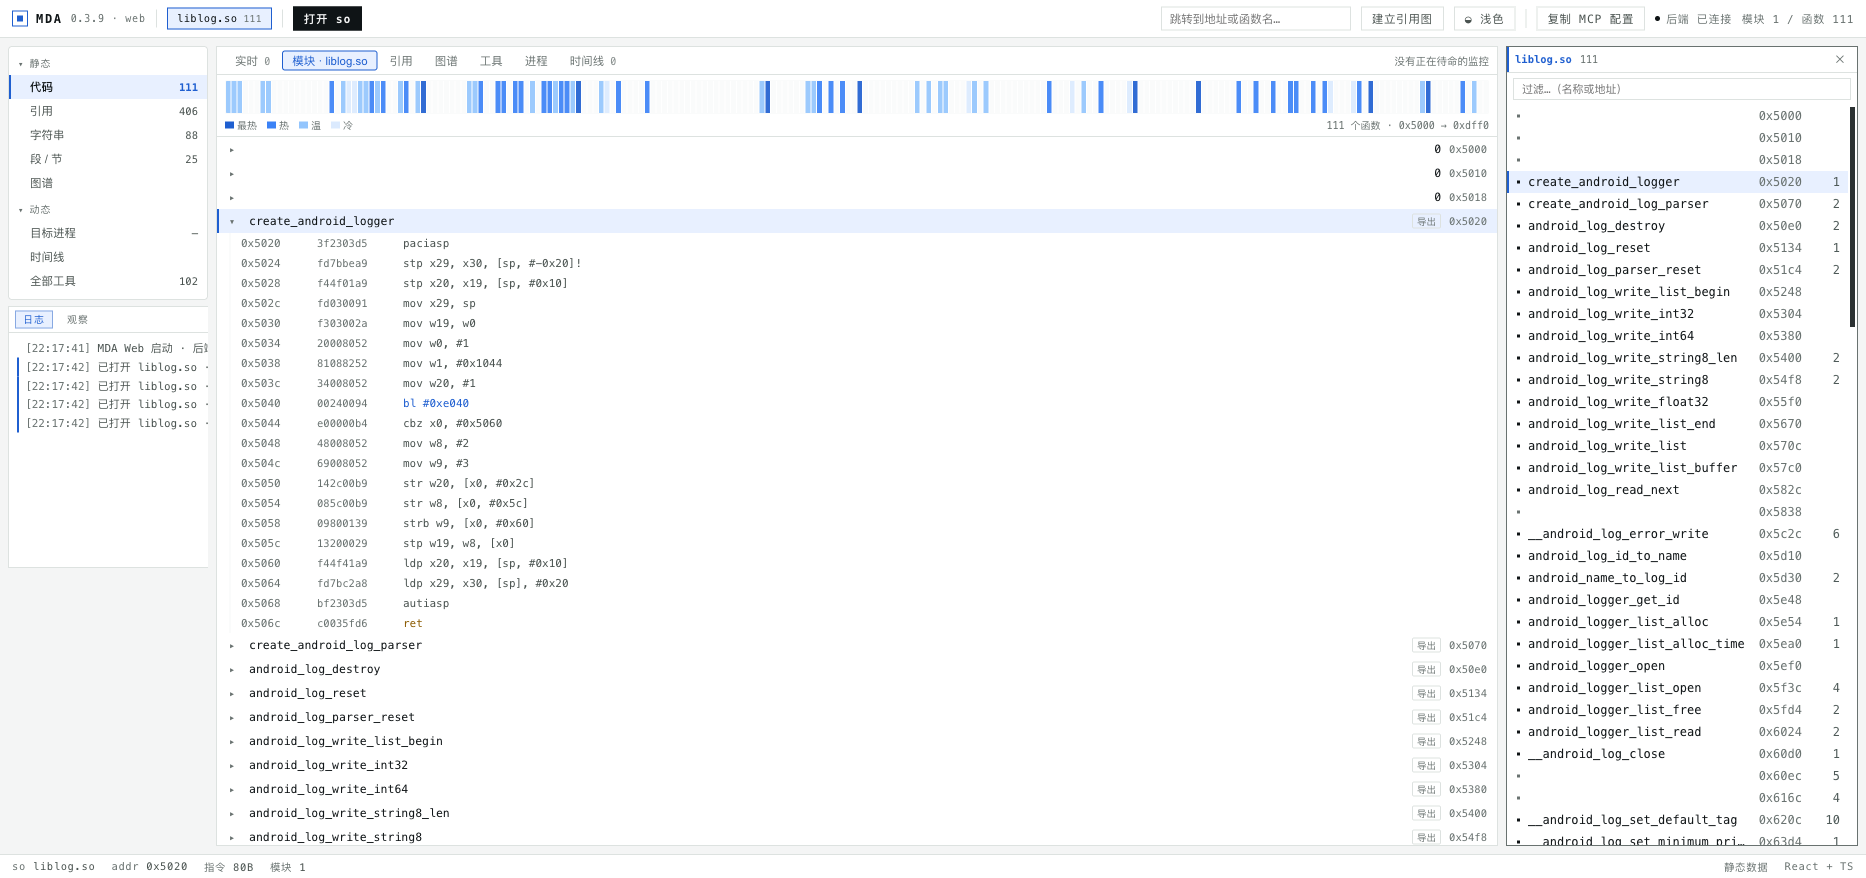 MDA 0.3.9 · web liblog.so 111 打开 so 跳转到地址或函数名… 建立引用图 浅色 复制 MCP 配置 后端 已连接 模块 1 / 函数 111
静态
代码 111
引用 406
字符串 88
段 / 节 25
图谱
动态
目标进程 —
时间线
全部工具 102
日志 观察
[22:17:41] MDA Web 启动 · 后
[22:17:42] 已打开 liblog.so ·
[22:17:42] 已打开 liblog.so ·
[22:17:42] 已打开 liblog.so ·
[22:17:42] 已打开 liblog.so ·
实时 0 模块 · liblog.so 引用 图谱 工具 进程 时间线 0 没有正在待命的监控
最热 热 温 冷 111 个函数 · 0x5000 → 0xdff0
0 0x5000
0 0x5010
0 0x5018
create_android_logger 导出 0x5020
0x5020 3f2303d5 paciasp
0x5024 fd7bbea9 stp x29, x30, [sp, #-0x20]!
0x5028 f44f01a9 stp x20, x19, [sp, #0x10]
0x502c fd030091 mov x29, sp
0x5030 f303002a mov w19, w0
0x5034 20008052 mov w0, #1
0x5038 81088252 mov w1, #0x1044
0x503c 34008052 mov w20, #1
0x5040 00240094 bl #0xe040
0x5044 e00000b4 cbz x0, #0x5060
0x5048 48008052 mov w8, #2
0x504c 69008052 mov w9, #3
0x5050 142c00b9 str w20, [x0, #0x2c]
0x5054 085c00b9 str w8, [x0, #0x5c]
0x5058 09800139 strb w9, [x0, #0x60]
0x505c 13200029 stp w19, w8, [x0]
0x5060 f44f41a9 ldp x20, x19, [sp, #0x10]
0x5064 fd7bc2a8 ldp x29, x30, [sp], #0x20
0x5068 bf2303d5 autiasp
0x506c c0035fd6 ret
create_android_log_parser 导出 0x5070
android_log_destroy 导出 0x50e0
android_log_reset 导出 0x5134
android_log_parser_reset 导出 0x51c4
android_log_write_list_begin 导出 0x5248
android_log_write_int32 导出 0x5304
android_log_write_int64 导出 0x5380
android_log_write_string8_len 导出 0x5400
android_log_write_string8 导出 0x54f8
liblog.so 111 ×
过滤… (名称或地址)
0x5000
0x5010
0x5018
create_android_logger 0x5020 1
create_android_log_parser 0x5070 2
android_log_destroy 0x50e0 2
android_log_reset 0x5134 1
android_log_parser_reset 0x51c4 2
android_log_write_list_begin 0x5248
android_log_write_int32 0x5304
android_log_write_int64 0x5380
android_log_write_string8_len 0x5400 2
android_log_write_string8 0x54f8 2
android_log_write_float32 0x55f0
android_log_write_list_end 0x5670
android_log_write_list 0x570c
android_log_write_list_buffer 0x57c0
android_log_read_next 0x582c
0x5838
__android_log_error_write 0x5c2c 6
android_log_id_to_name 0x5d10
android_name_to_log_id 0x5d30 2
android_logger_get_id 0x5e48
android_logger_list_alloc 0x5e54 1
android_logger_list_alloc_time 0x5ea0 1
android_logger_open 0x5ef0
android_logger_list_open 0x5f3c 4
android_logger_list_free 0x5fd4 2
android_logger_list_read 0x6024 2
__android_log_close 0x60d0 1
0x60ec 5
0x616c 4
__android_log_set_default_tag 0x620c 10
__android_log_set_minimum_pri… 0x63d4 1
so liblog.so addr 0x5020 指令 80B 模块 1 静态数据 React + TS